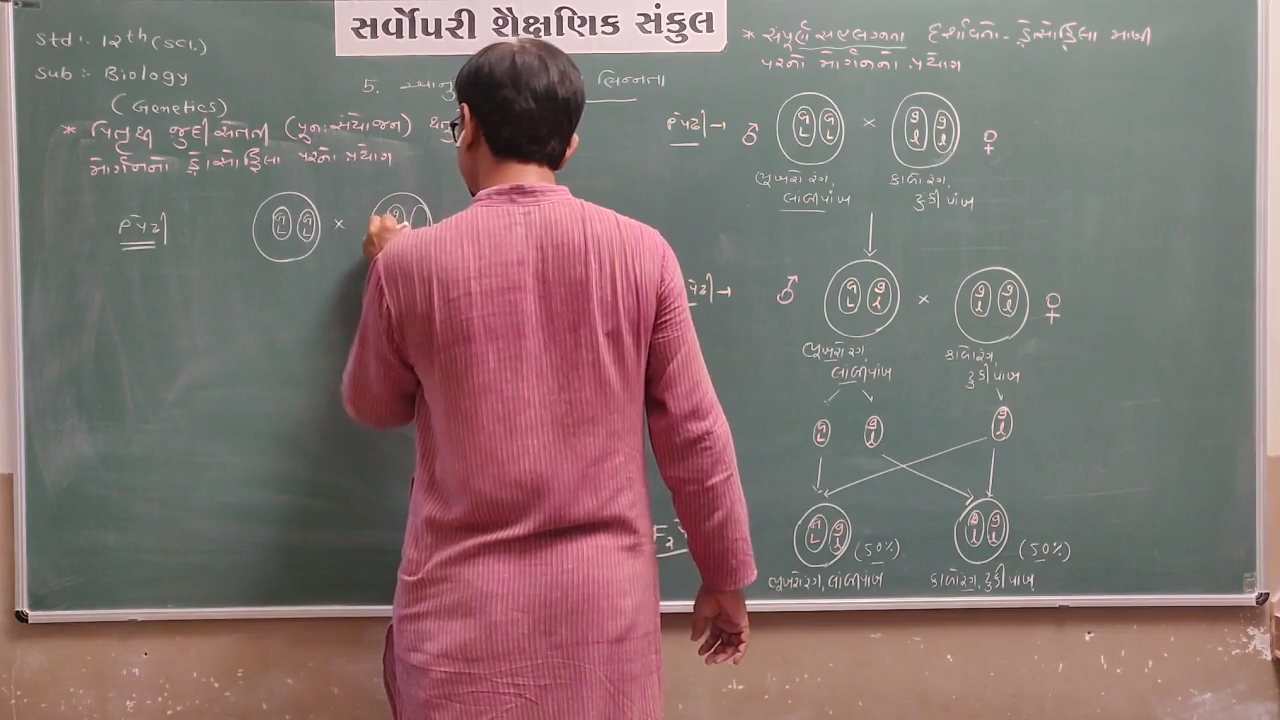 સર્વોપરી શૈક્ષણિક સંકુલ
Std :- 12th (Sci.)
Sub :- Biology
(Genetics)
5. ભિન્નતા
* પિતૃથી જુદી સંતતી (પુનઃસંયોજન)
મોર્ગનનો ડ્રોસોફિલા પરનો પ્રયોગ
P પેઢી
G L
G L
×
g
* સંપૂર્ણ સહલગ્નતા દર્શાવતો ડ્રોસોફિલા માખી
પરનો મોર્ગનનો પ્રયોગ
P પેઢી → ♂
G L
G L
×
g l
g l
♀
ભૂખરો રંગ, કાળો રંગ,
લાંબીપાંખ ટુકી પાંખ
પેઢી → ♂
G L
g l
×
g l
g l
♀
ભૂખરો રંગ, કાળો રંગ,
લાંબીપાંખ ટુકી પાંખ
G L
g l
g l
F2
G L
g l
(50%)
g l
g l
(50%)
ભૂખરો રંગ, લાંબીપાંખ કાળો રંગ, ટુકી પાંખ